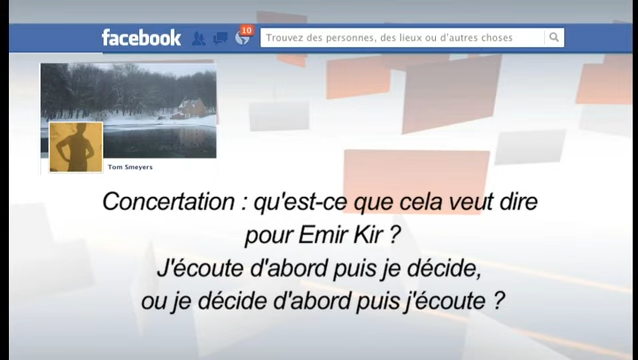 facebook
10
Trouvez des personnes, des lieux ou d'autres choses
Tom Smeyers
Concertation : qu'est-ce que cela veut dire
pour Emir Kir ?
J'écoute d'abord puis je décide,
ou je décide d'abord puis j'écoute ?